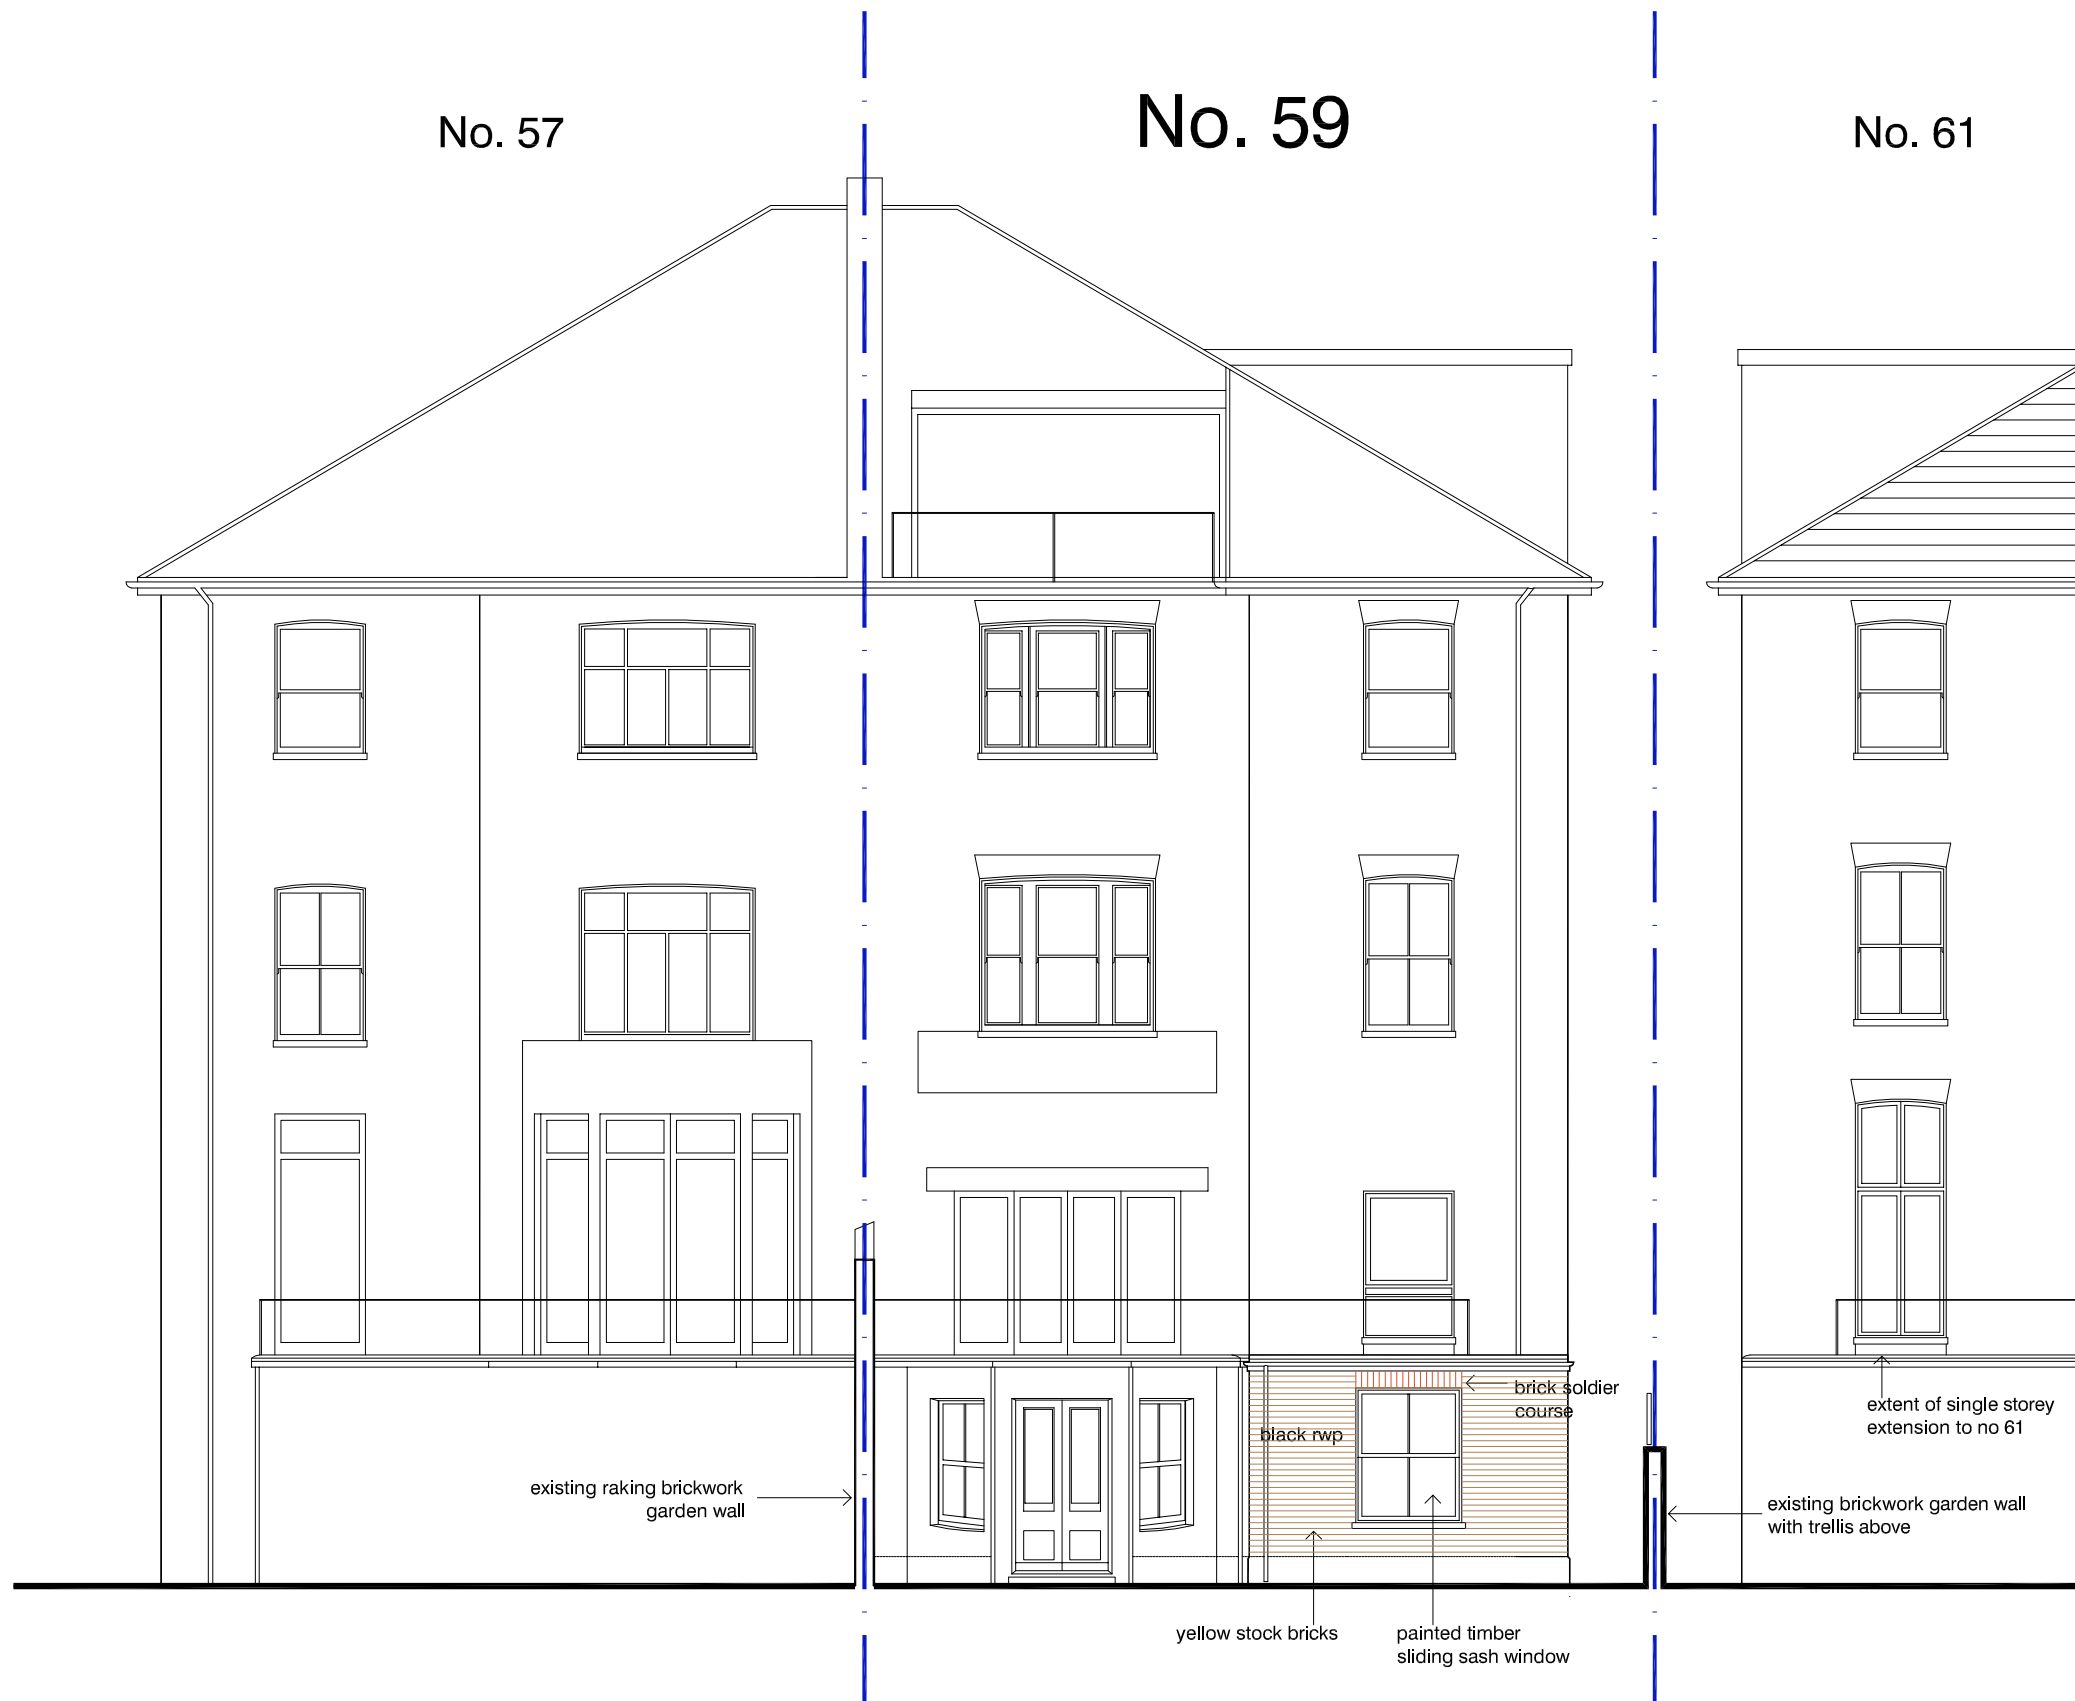 No. 57
No. 59
No. 61
brick soldier
course
black rwp
extent of single storey
extension to no 61
existing raking brickwork
garden wall
existing brickwork garden wall
with trellis above
yellow stock bricks
painted timber
sliding sash window